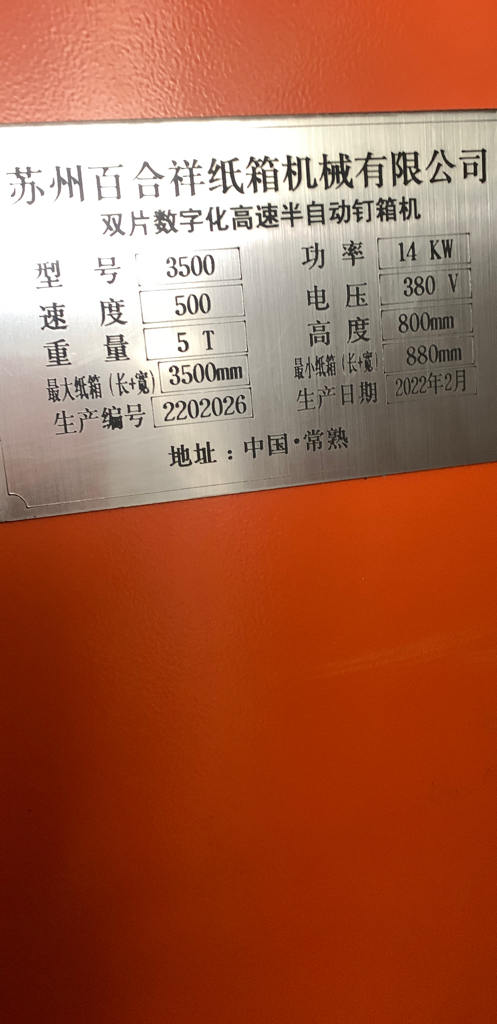 苏州百合祥纸箱机械有限公司
双片数字化高速半自动钉箱机
型号 3500 功率 14 KW
速度 500 电压 380 V
重量 5 T 高度 800mm
最大纸箱(长+宽) 3500mm 最小纸箱(长+宽) 880mm
生产编号 2202026 生产日期 2022年2月
地址：中国·常熟